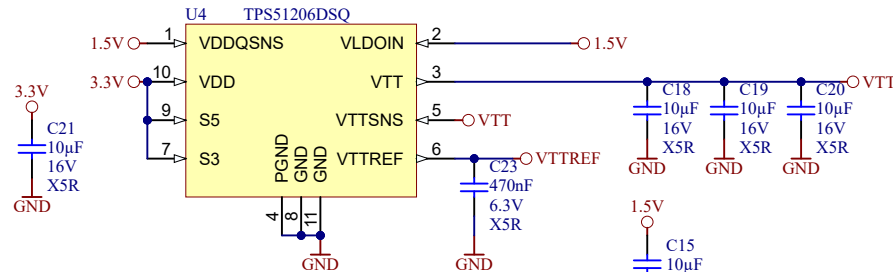 U4 TPS51206DSQ
1.5V 1 VDDQSNS VLDOIN 2 1.5V
3.3V 10 VDD VTT 3 VTT
9 S5 VTTSNS 5 VTT
7 S3 VTTREF 6 VTTREF
PGND GND GND
4 8 11
GND
3.3V
C21
10µF
16V
X5R
GND
C23
470nF
6.3V
X5R
GND
C18
10µF
16V
X5R
GND
C19
10µF
16V
X5R
GND
C20
10µF
16V
X5R
GND
1.5V
C15
10µF